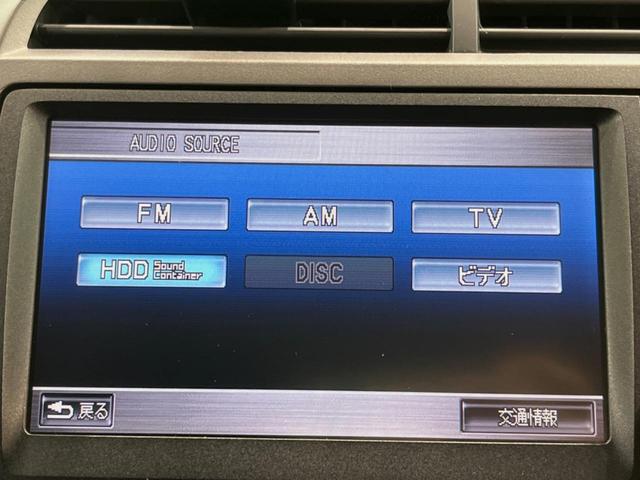 AUDIO SOURCE
FM AM TV
HDD Sound Container DISC ビデオ
戻る 交通情報